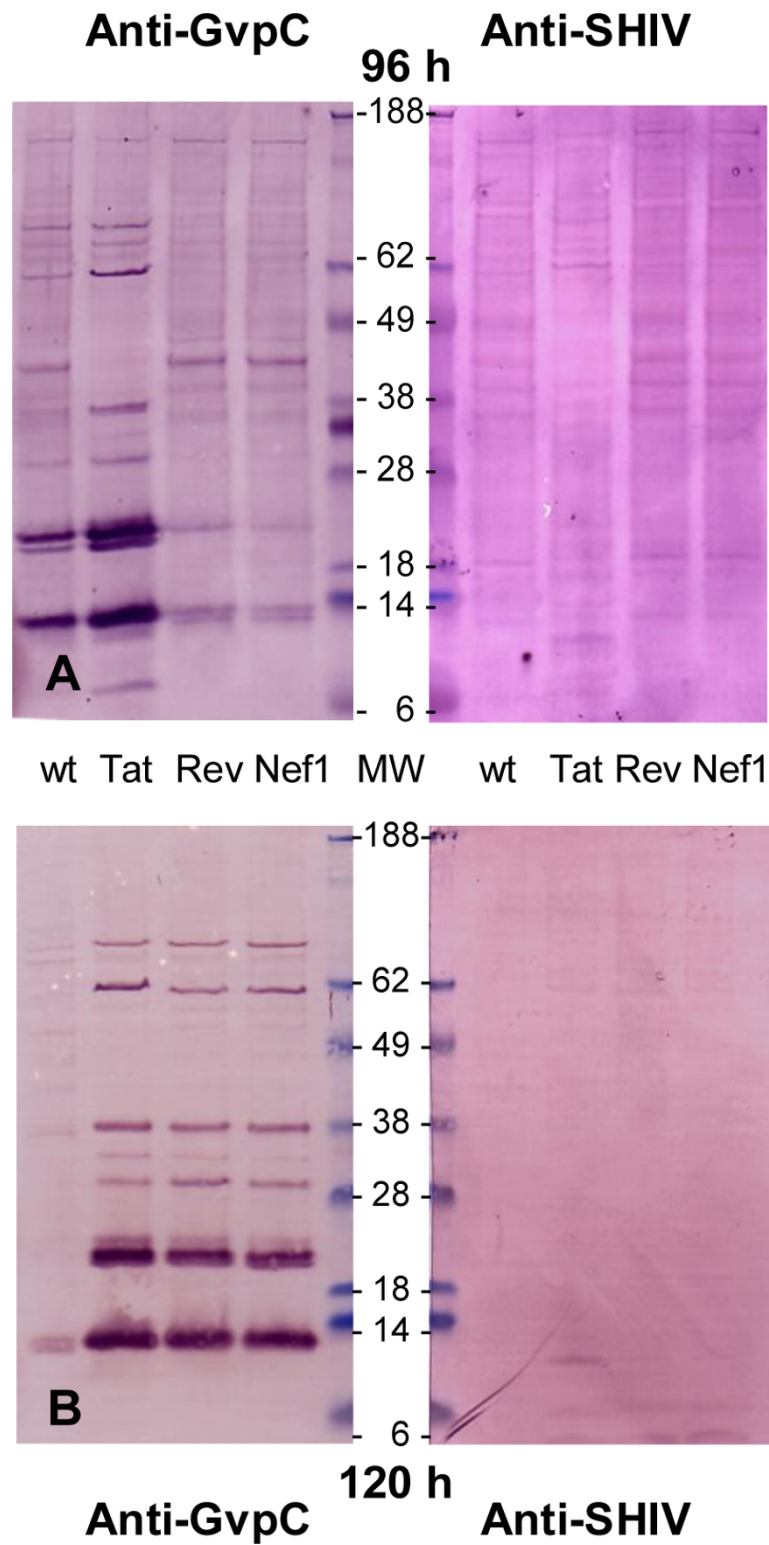 Anti-GvpC Anti-SHIV
96 h
-188-
- 62 -
- 49 -
- 38 -
- 28 -
- 18 -
- 14 -
A
- 6 -
wt Tat Rev Nef1 MW wt Tat Rev Nef1
-188-
- 62 -
- 49 -
- 38 -
- 28 -
- 18 -
- 14 -
B
- 6 -
120 h
Anti-GvpC Anti-SHIV